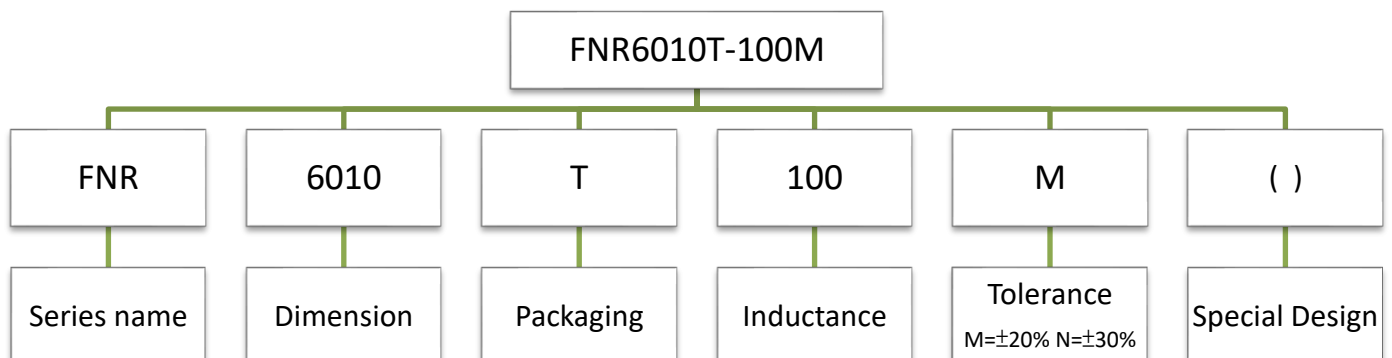 FNR6010T-100M
FNR
6010
T
100
M
( )
Series name
Dimension
Packaging
Inductance
Tolerance
M=±20% N=±30%
Special Design